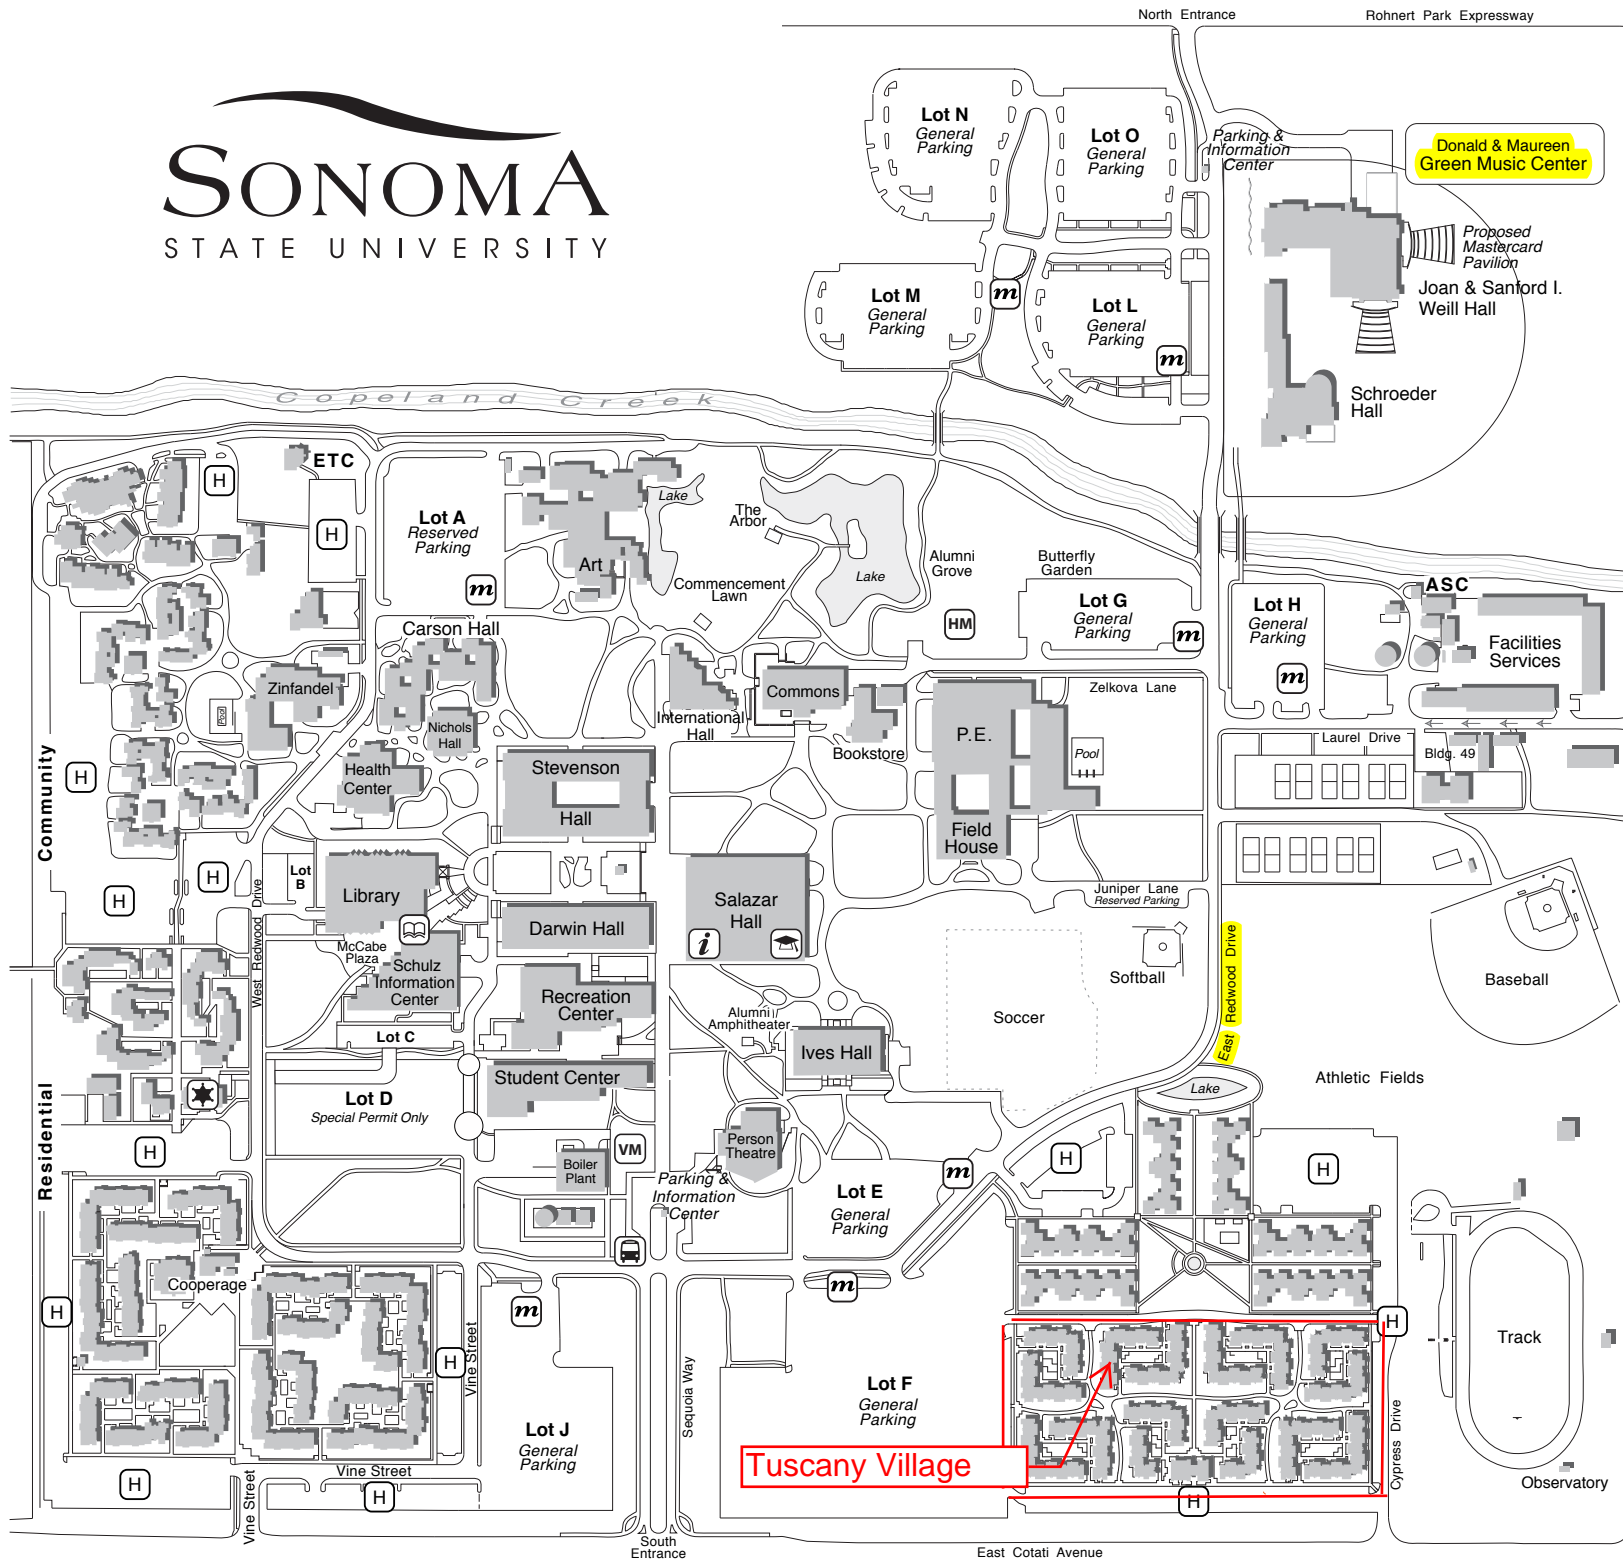 North Entrance
Rohnert Park Expressway
SONOMA
STATE UNIVERSITY
Lot N
General
Parking
Lot O
General
Parking
Parking &
Information
Center
Donald & Maureen
Green Music Center
Proposed
Mastercard
Pavilion
Joan & Sanford I.
Weill Hall
Lot M
General
Parking
m
Lot L
General
Parking
m
Schroeder
Hall
Copeland Creek
H
ETC
H
Lot A
Reserved
Parking
m
Art
Lake
The
Arbor
Commencement
Lawn
Lake
Alumni
Grove
Butterfly
Garden
HM
Lot G
General
Parking
m
Lot H
General
Parking
m
ASC
Facilities
Services
Carson Hall
Zinfandel
Pool
Nichols
Hall
International
Hall
Commons
Bookstore
P.E.
Zelkova Lane
Pool
Laurel Drive
Bldg. 49
Community
H
Health
Center
Stevenson
Hall
Field
House
H
H
Lot
B
Library
Salazar
Hall
i
Juniper Lane
Reserved Parking
West Redwood Drive
McCabe
Plaza
Darwin Hall
Schulz
Information
Center
Recreation
Center
Softball
East Redwood Drive
Baseball
Soccer
Alumni
Amphitheater
Lot C
Ives Hall
Student Center
Lake
Athletic Fields
Residential
Lot D
Special Permit Only
H
Boiler
Plant
VM
Person
Theatre
Parking &
Information
Center
m
H
H
Lot E
General
Parking
Cooperage
H
m
m
H
Vine Street
H
Track
Sequoia Way
Lot F
General
Parking
Lot J
General
Parking
Tuscany Village
Cypress Drive
Observatory
H
Vine Street
H
H
Vine Street
South
Entrance
East Cotati Avenue